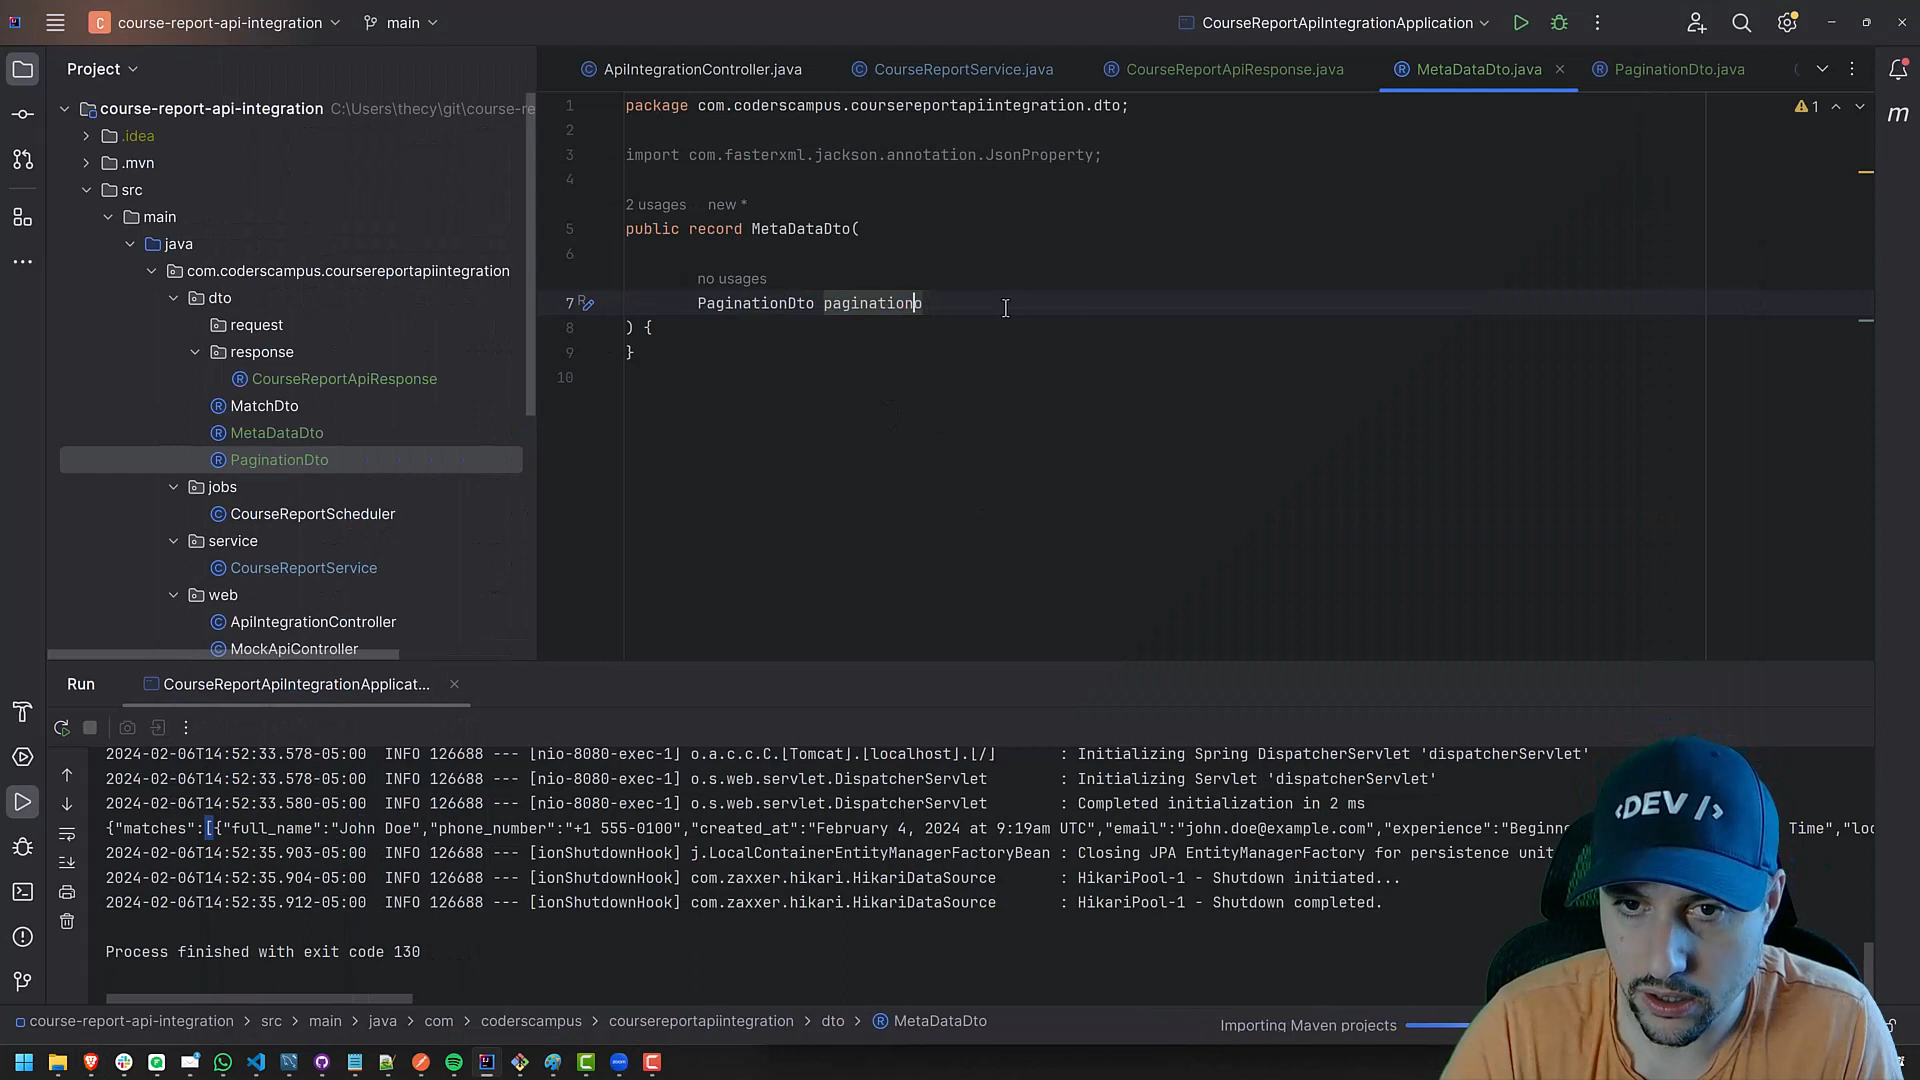 C course-report-api-integration main CourseReportApiIntegrationApplication
Project
ApiIntegrationController.java CourseReportService.java CourseReportApiResponse.java MetaDataDto.java PaginationDto.java
course-report-api-integration C:\Users\thecy\git\course-re
.idea
.mvn
src
main
java
com.coderscampus.coursereportapiintegration
dto
request
response
CourseReportApiResponse
MatchDto
MetaDataDto
PaginationDto
jobs
CourseReportScheduler
service
CourseReportService
web
ApiIntegrationController
MockApiController
1 package com.coderscampus.coursereportapiintegration.dto;
2
3 import com.fasterxml.jackson.annotation.JsonProperty;
4
2 usages new *
5 public record MetaDataDto(
6
no usages
7 PaginationDto paginationo
8 ) {
9 }
10
1
m
Run CourseReportApiIntegrationApplicat...
2024-02-06T14:52:33.578-05:00 INFO 126688 --- [nio-8080-exec-1] o.a.c.c.C.[Tomcat].[localhost].[/] : Initializing Spring DispatcherServlet 'dispatcherServlet'
2024-02-06T14:52:33.578-05:00 INFO 126688 --- [nio-8080-exec-1] o.s.web.servlet.DispatcherServlet : Initializing Servlet 'dispatcherServlet'
2024-02-06T14:52:33.580-05:00 INFO 126688 --- [nio-8080-exec-1] o.s.web.servlet.DispatcherServlet : Completed initialization in 2 ms
{"matches":[{"full_name":"John Doe","phone_number":"+1 555-0100","created_at":"February 4, 2024 at 9:19am UTC","email":"john.doe@example.com","experience":"Beginne Time","loc
2024-02-06T14:52:35.903-05:00 INFO 126688 --- [ionShutdownHook] j.LocalContainerEntityManagerFactoryBean : Closing JPA EntityManagerFactory for persistence unit
2024-02-06T14:52:35.904-05:00 INFO 126688 --- [ionShutdownHook] com.zaxxer.hikari.HikariDataSource : HikariPool-1 - Shutdown initiated...
2024-02-06T14:52:35.912-05:00 INFO 126688 --- [ionShutdownHook] com.zaxxer.hikari.HikariDataSource : HikariPool-1 - Shutdown completed.
Process finished with exit code 130
<DEV />
course-report-api-integration > src > main > java > com > coderscampus > coursereportapiintegration > dto > MetaDataDto
Importing Maven projects